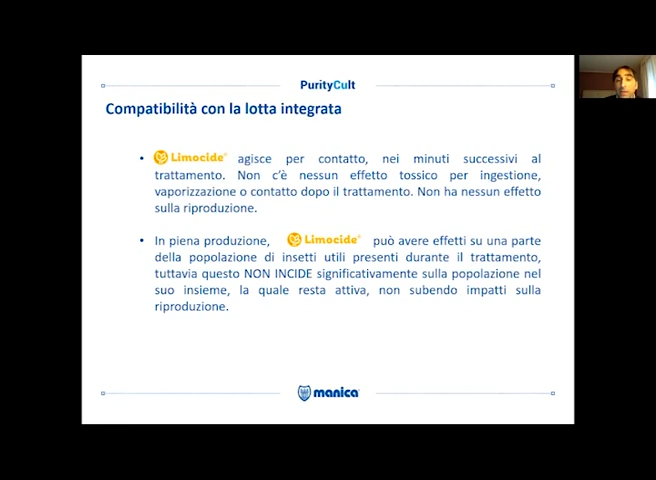 PurityCult
Compatibilità con la lotta integrata
• Limocide® agisce per contatto, nei minuti successivi al
trattamento. Non c'è nessun effetto tossico per ingestione,
vaporizzazione o contatto dopo il trattamento. Non ha nessun effetto
sulla riproduzione.
• In piena produzione, Limocide® può avere effetti su una parte
della popolazione di insetti utili presenti durante il trattamento,
tuttavia questo NON INCIDE significativamente sulla popolazione nel
suo insieme, la quale resta attiva, non subendo impatti sulla
riproduzione.
manica